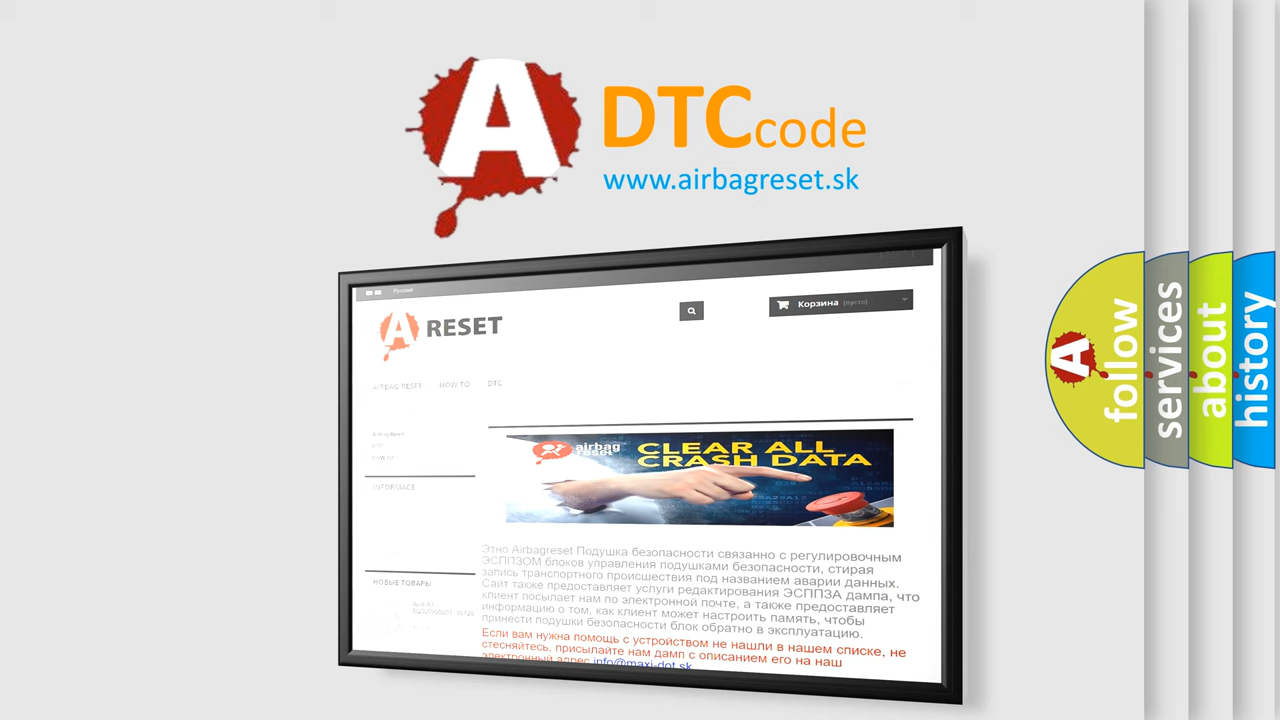 A
DTCcode
www.airbagreset.sk
Русский
A RESET
Корзина (пусто)
AIRBAG RESET HOW TO DTC
INFORMACE
НОВЫЕ ТОВАРЫ
airbag
reset
CLEAR ALL
CRASH DATA
Этно Airbagreset Подушка безопасности связанно с регулировочным
ЭСППЗОМ блоков управления подушками безопасности, стирая
запись транспортного происшествия под названием аварии данных.
Сайт также предоставляет услуги редактирования ЭСППЗА дампа, что
клиент посылает нам по электронной почте, а также предоставляет
информацию о том, как клиент может настроить память, чтобы
принести подушки безопасности блок обратно в эксплуатацию.
Если вам нужна помощь с устройством не нашли в нашем списке, не
стесняйтесь, присылайте нам дамп с описанием его на наш
электронный адрес info@maxi-dot.sk
A
follow
services
about
history